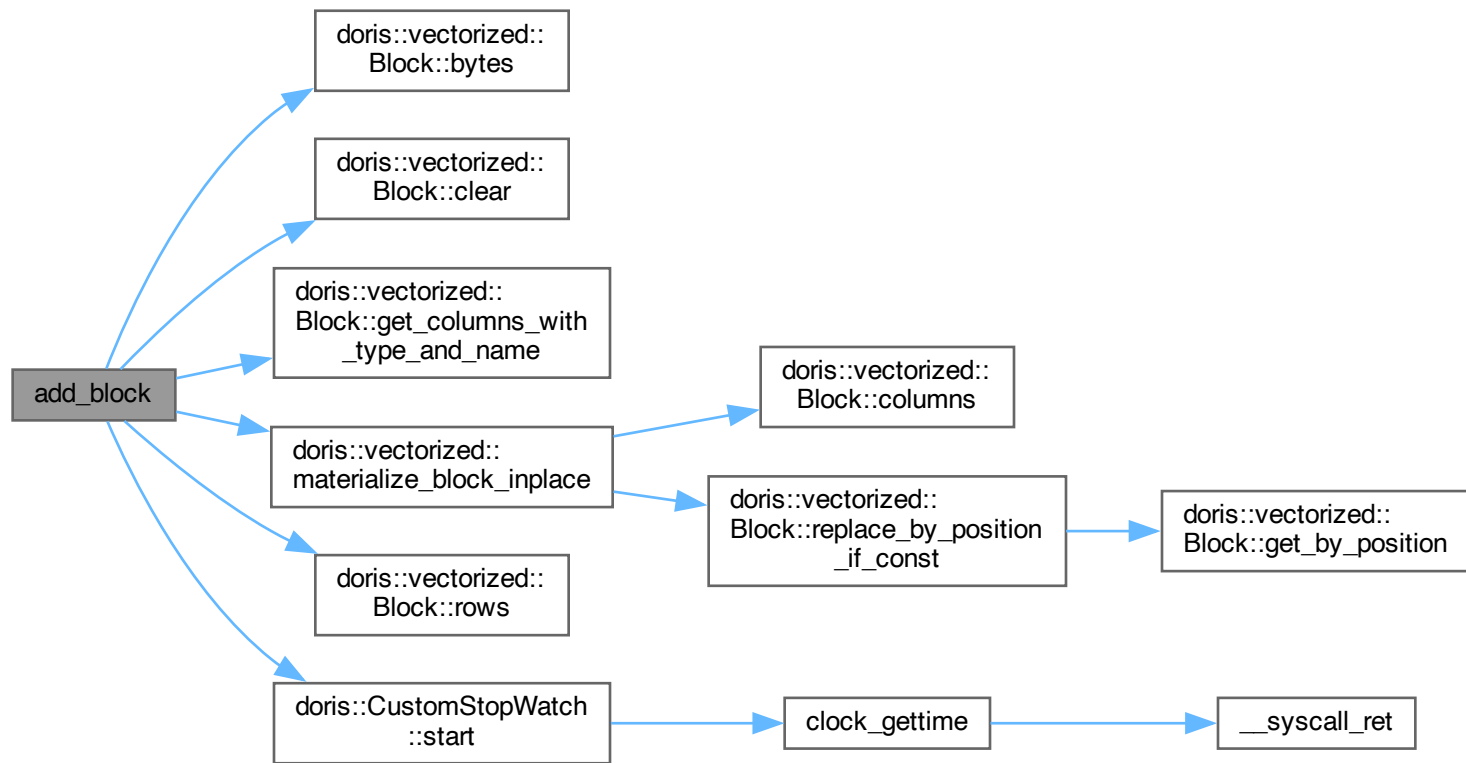 doris::vectorized::
Block::bytes
doris::vectorized::
Block::clear
doris::vectorized::
Block::get_columns_with
_type_and_name
add_block
doris::vectorized::
materialize_block_inplace
doris::vectorized::
Block::columns
doris::vectorized::
Block::replace_by_position
_if_const
doris::vectorized::
Block::get_by_position
doris::vectorized::
Block::rows
doris::CustomStopWatch
::start
clock_gettime
__syscall_ret